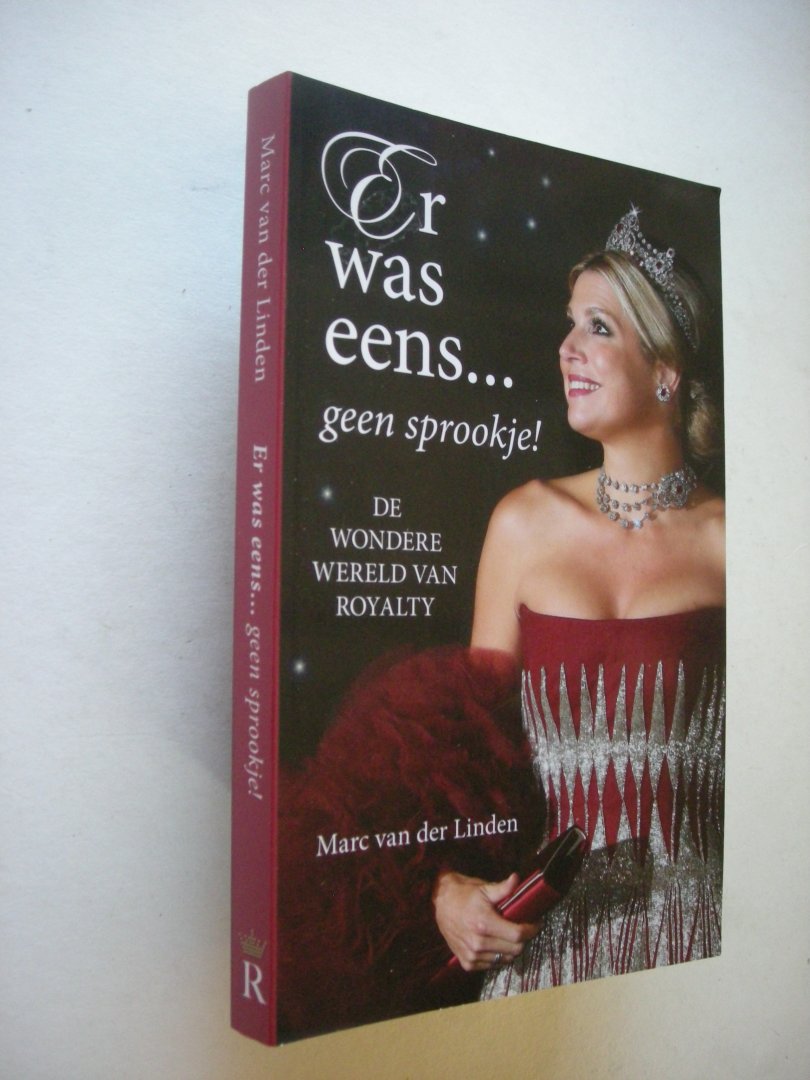 Er
was
eens...
geen sprookje!
DE
WONDERE
WERELD VAN
ROYALTY
Marc van der Linden
Marc van der Linden Er was eens... geen sprookje!
R